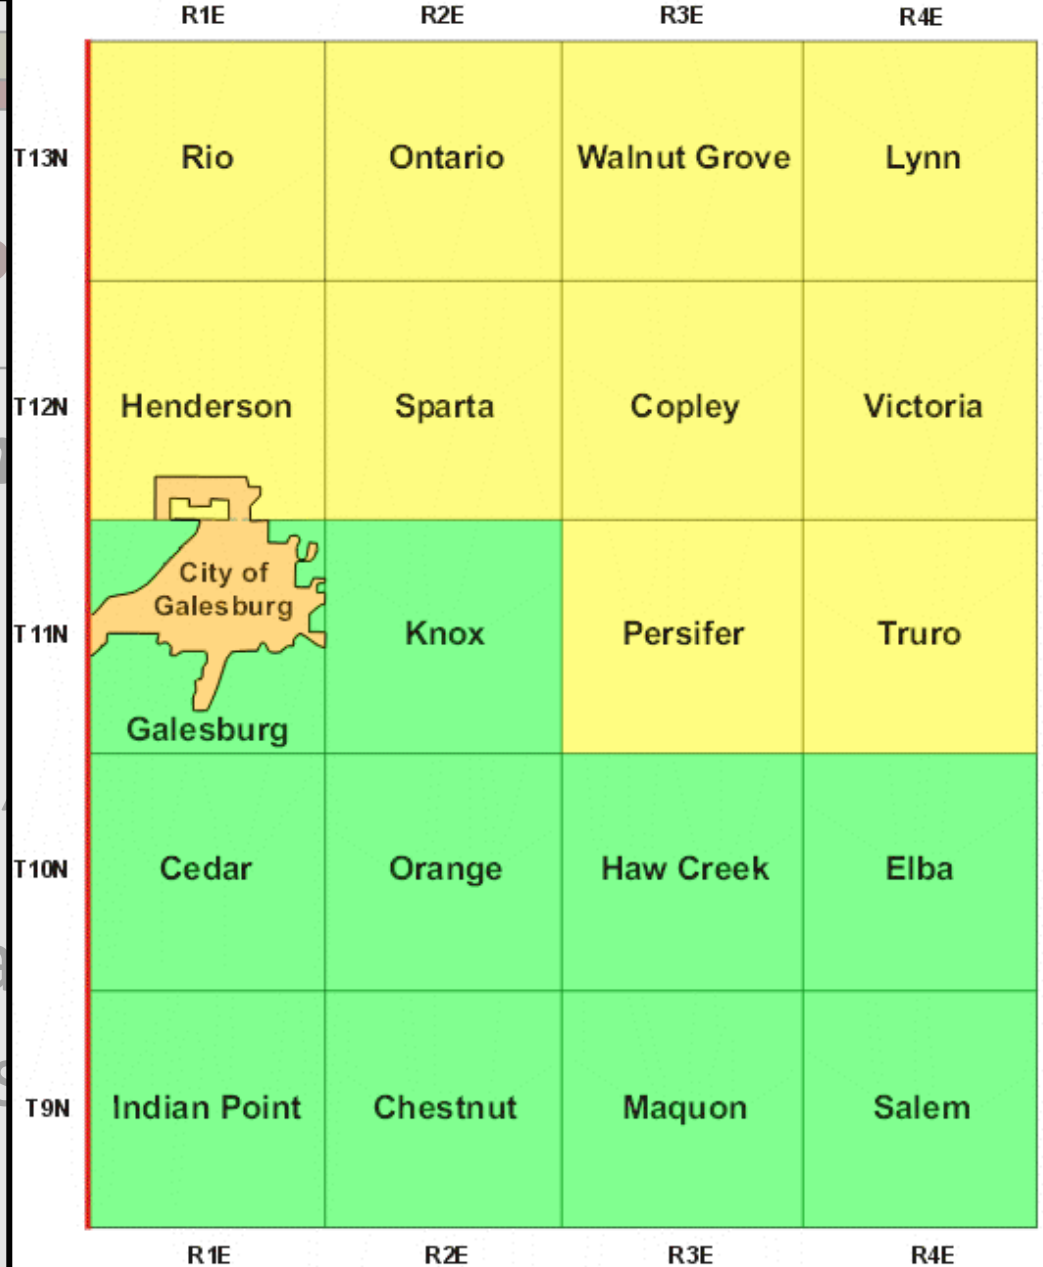 R1E R2E R3E R4E
T13N Rio Ontario Walnut Grove Lynn
T12N Henderson Sparta Copley Victoria
City of
Galesburg
T11N Knox Persifer Truro
Galesburg
T10N Cedar Orange Haw Creek Elba
T9N Indian Point Chestnut Maquon Salem
R1E R2E R3E R4E